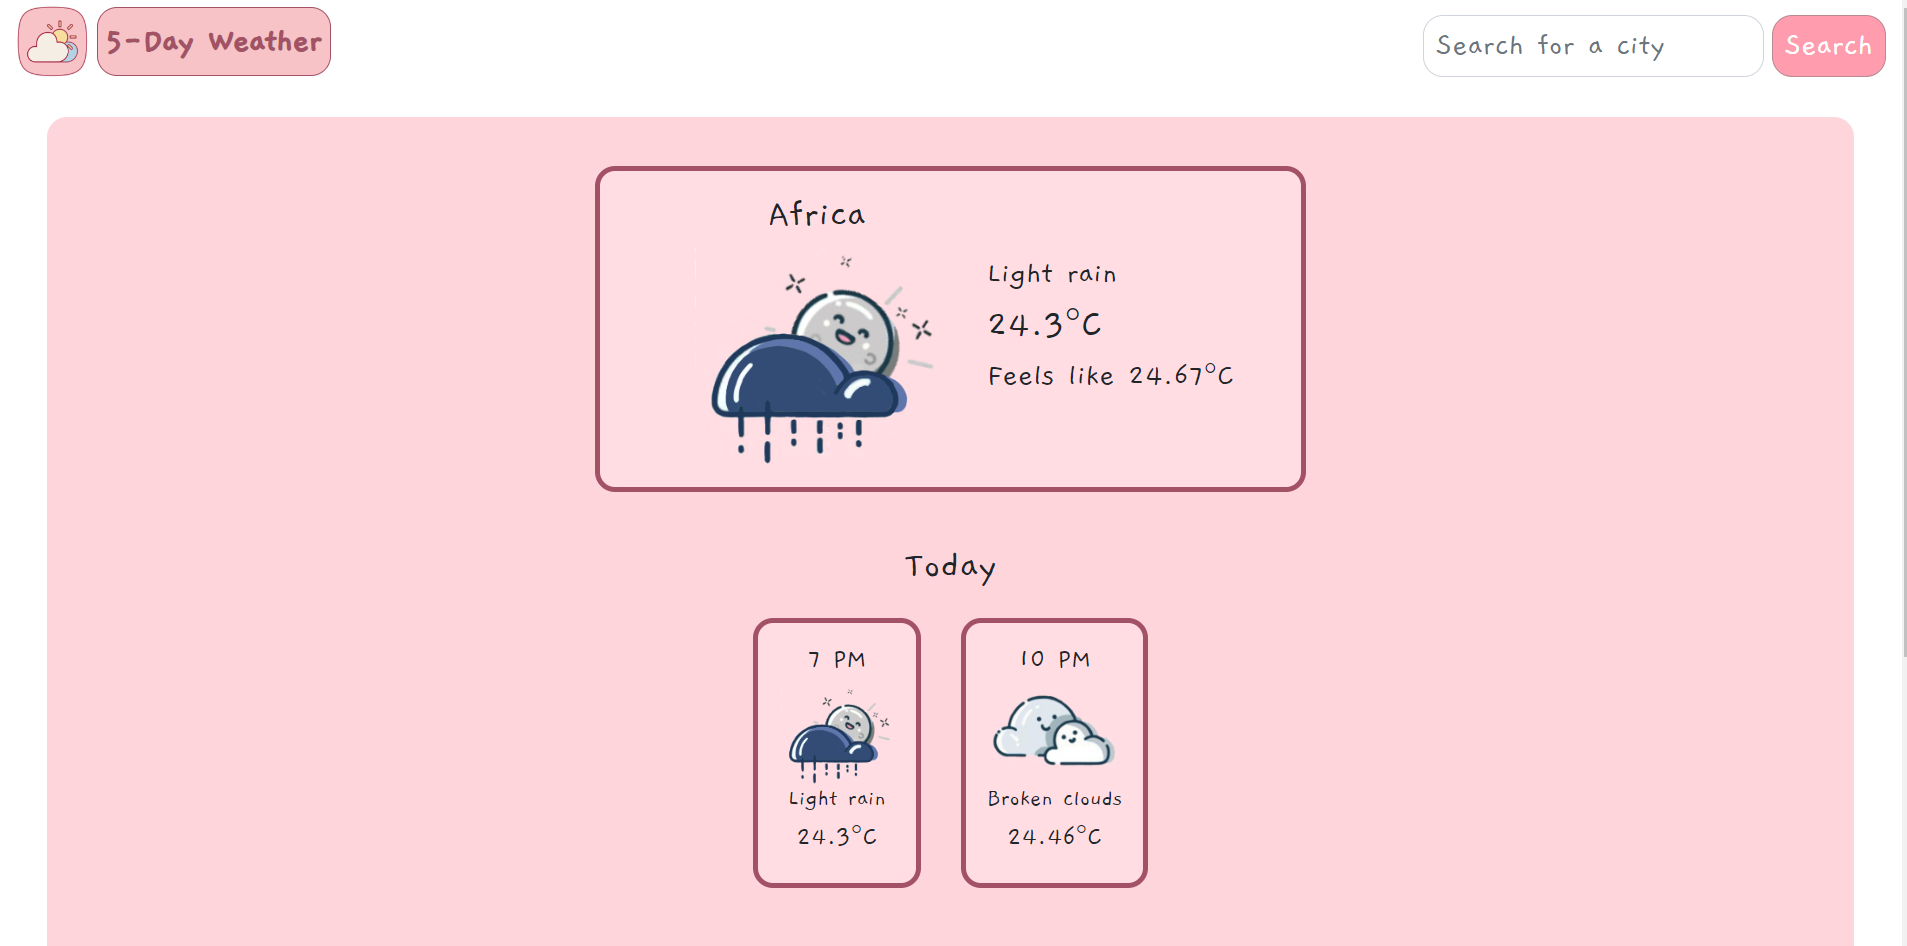 5-Day Weather
Search for a city
Search
Africa
Light rain
24.3°C
Feels like 24.67°C
Today
7 PM
Light rain
24.3°C
10 PM
Broken clouds
24.46°C